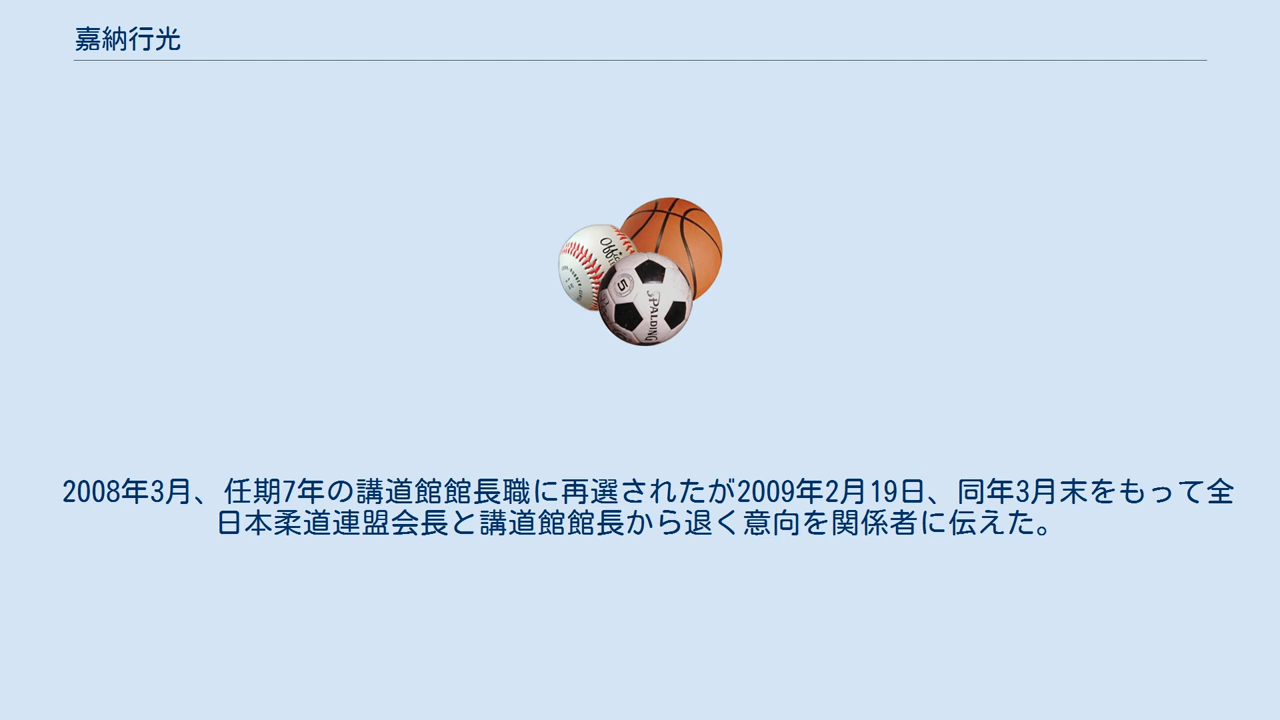 嘉納行光
Offic
5
SPALDING
2008年3月、任期7年の講道館館長職に再選されたが2009年2月19日、同年3月末をもって全
日本柔道連盟会長と講道館館長から退く意向を関係者に伝えた。